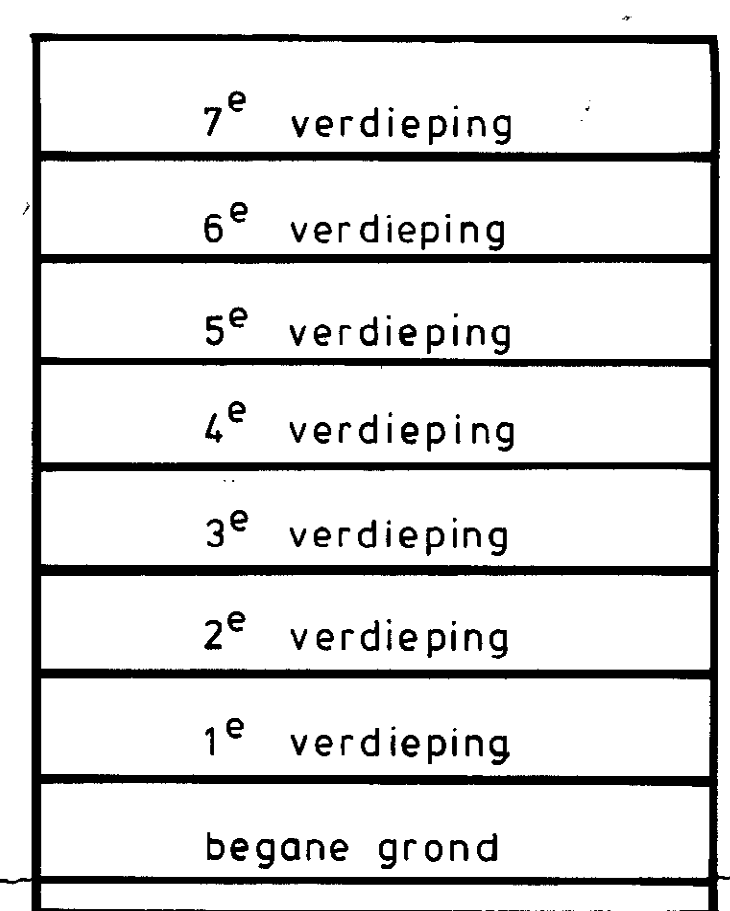 7e verdieping
6e verdieping
5e verdieping
4e verdieping
3e verdieping
2e verdieping
1e verdieping
begane grond